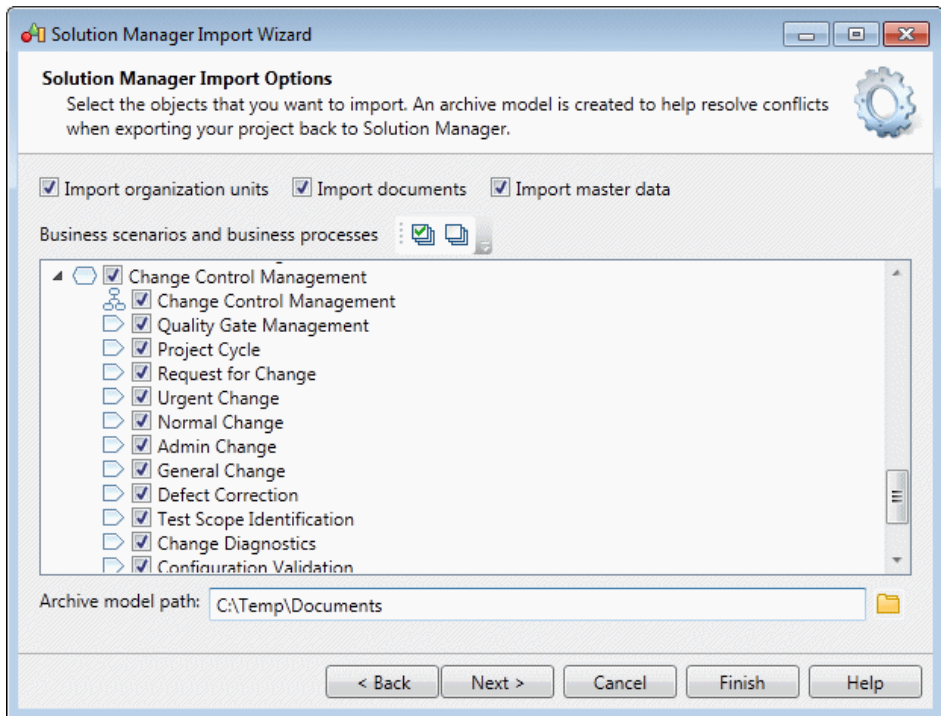 Solution Manager Import Wizard
Solution Manager Import Options
Select the objects that you want to import. An archive model is created to help resolve conflicts
when exporting your project back to Solution Manager.
Import organization units Import documents Import master data
Business scenarios and business processes
Change Control Management
Change Control Management
Quality Gate Management
Project Cycle
Request for Change
Urgent Change
Normal Change
Admin Change
General Change
Defect Correction
Test Scope Identification
Change Diagnostics
Configuration Validation
Archive model path: C:\Temp\Documents
< Back Next > Cancel Finish Help